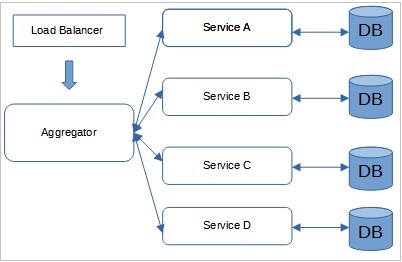 Load Balancer
Aggregator
Service A
DB
Service B
DB
Service C
DB
Service D
DB